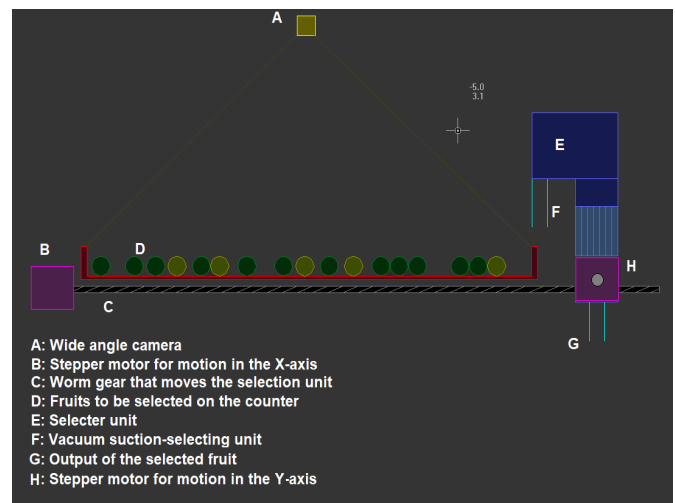 A
-5.0
3.1
E
F
B
D
H
C
G
A: Wide angle camera
B: Stepper motor for motion in the X-axis
C: Worm gear that moves the selection unit
D: Fruits to be selected on the counter
E: Selecter unit
F: Vacuum suction-selecting unit
G: Output of the selected fruit
H: Stepper motor for motion in the Y-axis